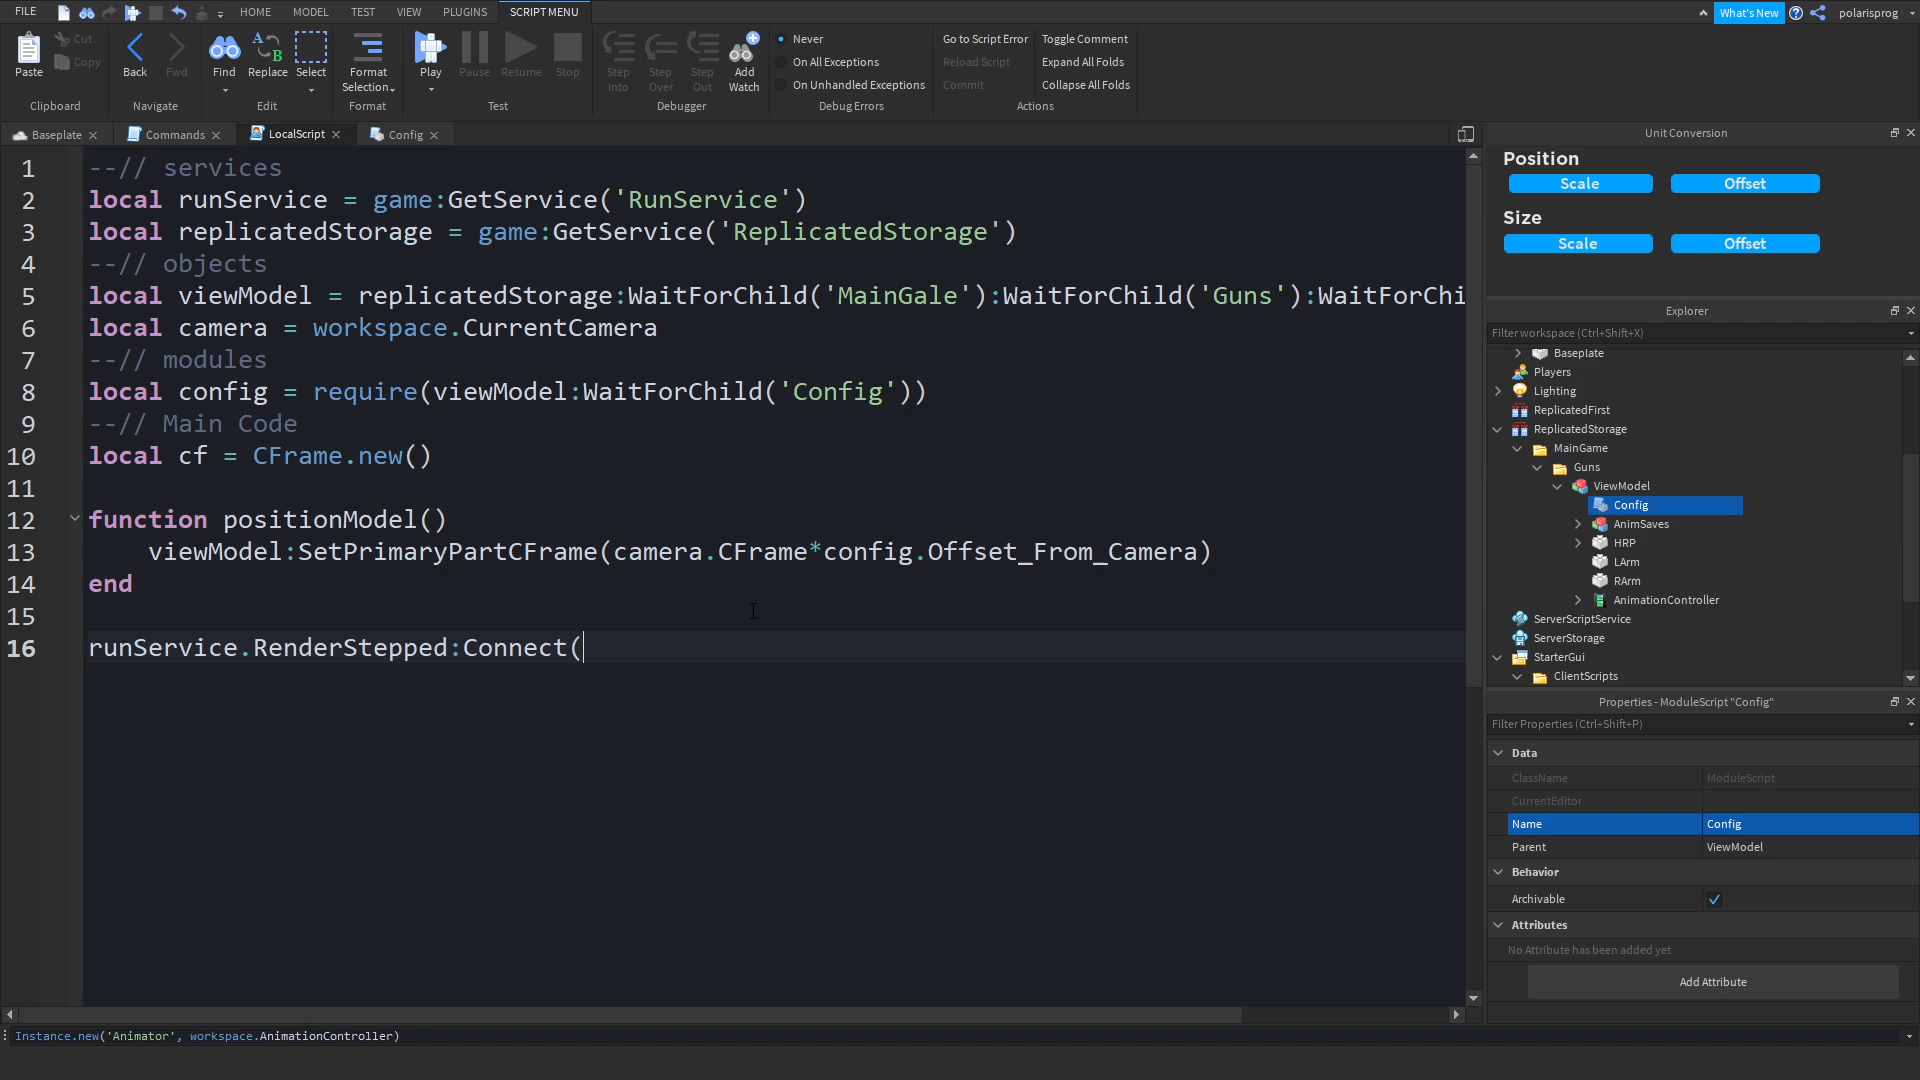 FILE HOME MODEL TEST VIEW PLUGINS SCRIPT MENU What's New polarisprog
Paste Cut Copy Clipboard
Back Fwd Navigate
Find Replace Select Edit
Format Selection Format
Play Pause Resume Stop Test
Step Into Step Over Step Out Add Watch Debugger
Never
On All Exceptions
On Unhandled Exceptions
Debug Errors
Go to Script Error Toggle Comment
Reload Script Expand All Folds
Commit Collapse All Folds
Actions
Baseplate Commands LocalScript Config
1 --// services
2 local runService = game:GetService('RunService')
3 local replicatedStorage = game:GetService('ReplicatedStorage')
4 --// objects
5 local viewModel = replicatedStorage:WaitForChild('MainGale'):WaitForChild('Guns'):WaitForChi
6 local camera = workspace.CurrentCamera
7 --// modules
8 local config = require(viewModel:WaitForChild('Config'))
9 --// Main Code
10 local cf = CFrame.new()
11
12 function positionModel()
13 viewModel:SetPrimaryPartCFrame(camera.CFrame*config.Offset_From_Camera)
14 end
15
16 runService.RenderStepped:Connect(
Instance.new('Animator', workspace.AnimationController)
Unit Conversion
Position
Scale Offset
Size
Scale Offset
Explorer
Filter workspace (Ctrl+Shift+X)
Baseplate
Players
Lighting
ReplicatedFirst
ReplicatedStorage
MainGame
Guns
ViewModel
Config
AnimSaves
HRP
LArm
RArm
AnimationController
ServerScriptService
ServerStorage
StarterGui
ClientScripts
Properties - ModuleScript "Config"
Filter Properties (Ctrl+Shift+P)
Data
ClassName ModuleScript
CurrentEditor
Name Config
Parent ViewModel
Behavior
Archivable
Attributes
No Attribute has been added yet
Add Attribute